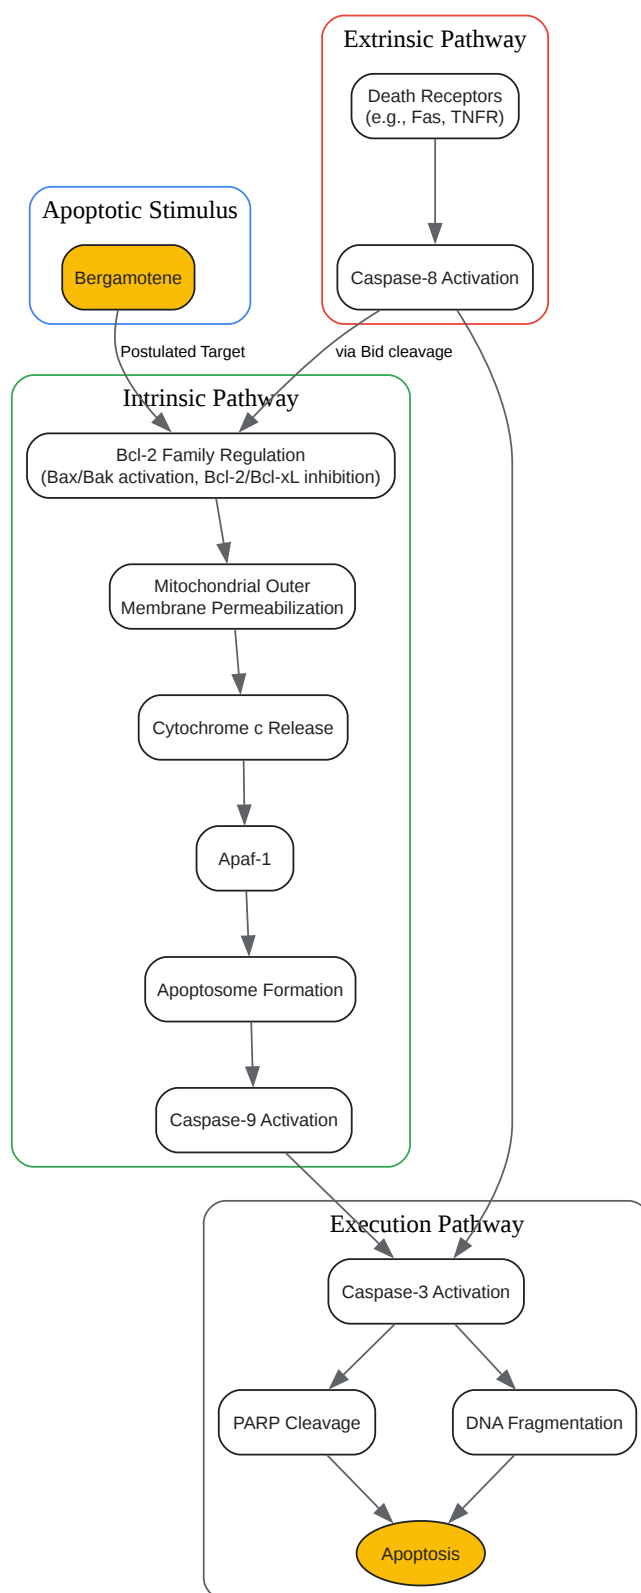 Extrinsic Pathway
Death Receptors
(e.g., Fas, TNFR)
Apoptotic Stimulus
Bergamotene
Caspase-8 Activation
Postulated Target
via Bid cleavage
Intrinsic Pathway
Bcl-2 Family Regulation
(Bax/Bak activation, Bcl-2/Bcl-xL inhibition)
Mitochondrial Outer
Membrane Permeabilization
Cytochrome c Release
Apaf-1
Apoptosome Formation
Caspase-9 Activation
Execution Pathway
Caspase-3 Activation
PARP Cleavage
DNA Fragmentation
Apoptosis